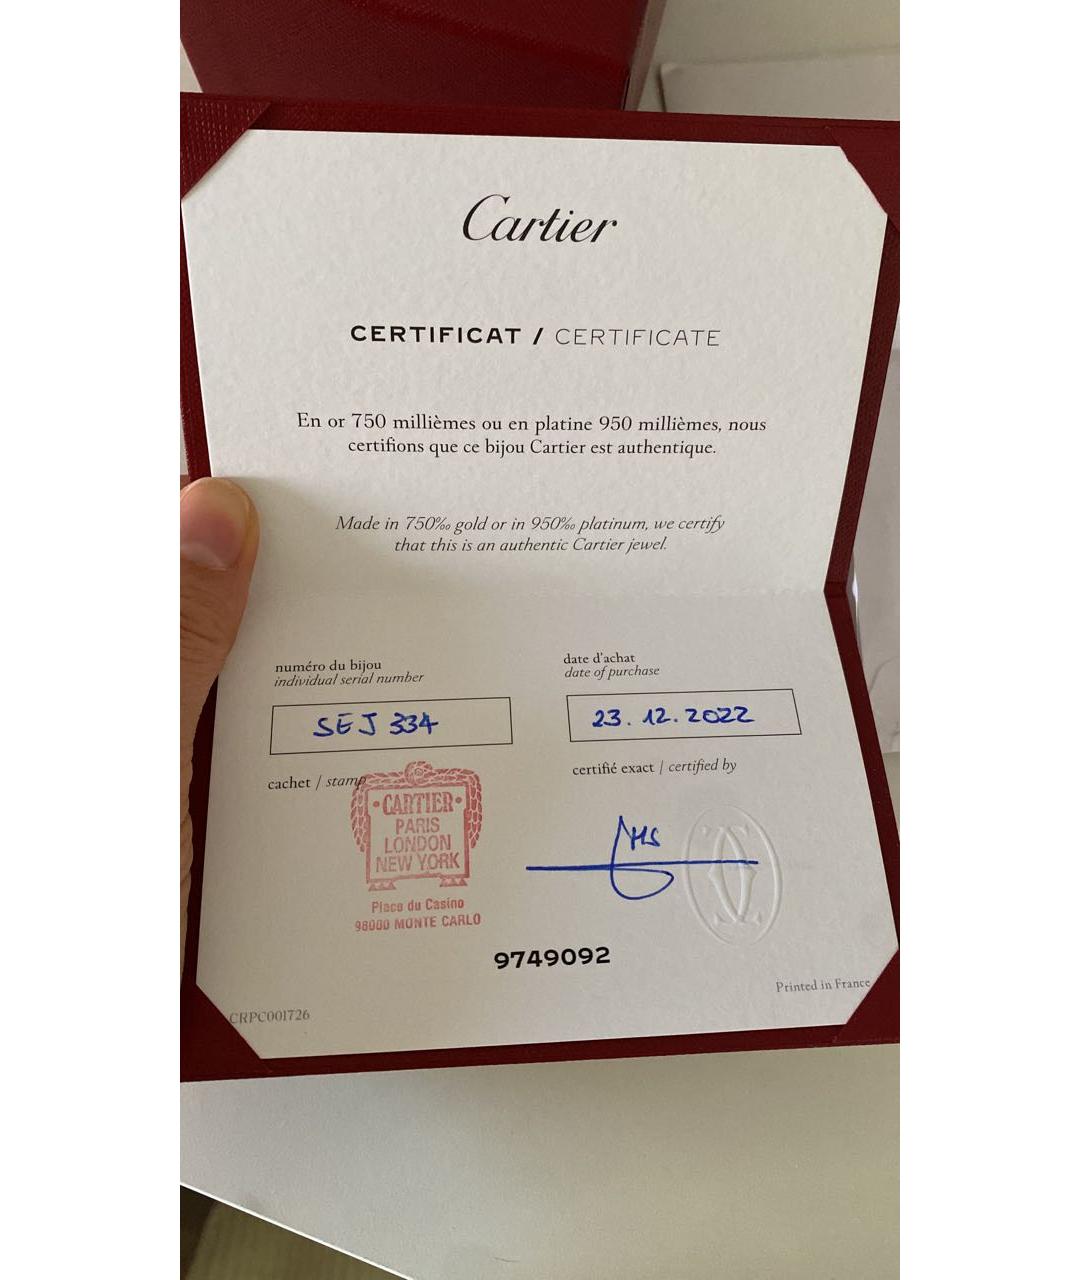 Cartier
CERTIFICAT / CERTIFICATE
En or 750 millièmes ou en platine 950 millièmes, nous
certifions que ce bijou Cartier est authentique.
Made in 750‰ gold or in 950‰ platinum, we certify
that this is an authentic Cartier jewel.
numéro du bijou
individual serial number
SEJ 334
date d'achat
date of purchase
23.12.2022
cachet / stamp
CARTIER
PARIS
LONDON
NEW YORK
Place du Casino
98000 MONTE CARLO
certifié exact / certified by
9749092
Printed in France
CRPC001726